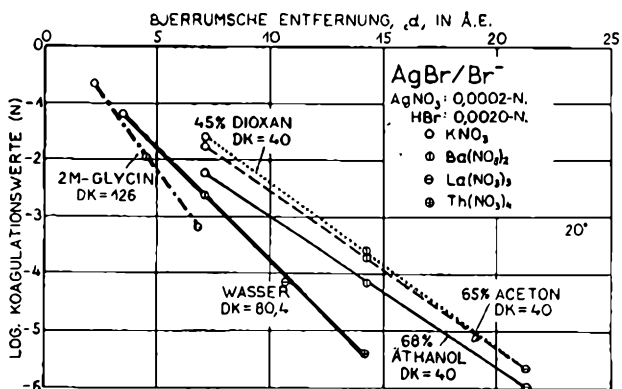 BJERRUMSCHE ENTFERNUNG, „d, IN Å.E.
0 5 10 15 20 25
LOG. KOAGULATIONSWERTE (N)
0
-1
-2
-3
-4
-5
-6
AgBr/Br⁻
AgNO₃: 0,0002-N.
HBr: 0,0020-N.
KNO₃
Ba(NO₃)₂
La(NO₃)₃
Th(NO₃)₄
20°
45% DIOXAN
DK=40
2M-GLYCIN
DK=126
WASSER
DK=80,4
65% ACETON
DK=40
68%
ÄTHANOL
DK=40